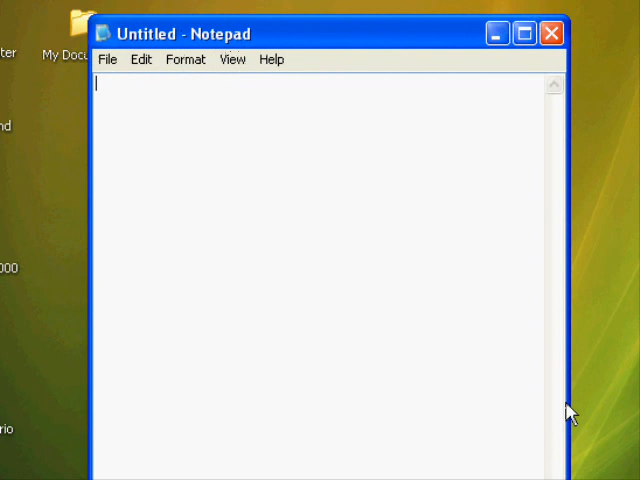 Untitled - Notepad
File Edit Format View Help
ter
My Docu
nd
000
rio